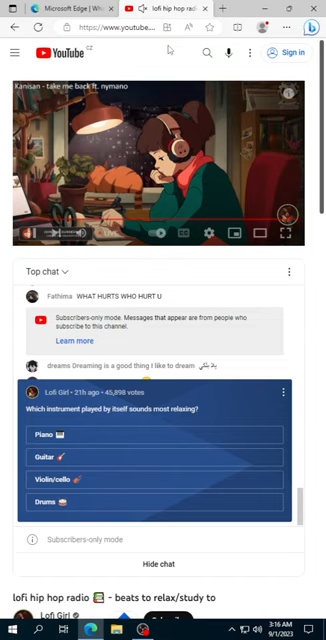 Microsoft Edge | Wh
lofi hip hop radi
https://www.youtube.com/...
YouTube CZ
Sign in
Kanisan - take me back ft. nymano
Top chat
Fathima WHAT HURTS WHO HURT U
Subscribers-only mode. Messages that appear are from people who
subscribe to this channel.
Learn more
dreams Dreaming is a good thing I like to dream
Lofi Girl • 21h ago • 45,898 votes
Which instrument played by itself sounds most relaxing?
Piano 🎹
Guitar 🎸
Violin/cello 🎻
Drums 🥁
Subscribers-only mode
Hide chat
lofi hip hop radio 📚 - beats to relax/study to
Lofi Girl
3:16 AM
9/1/2023